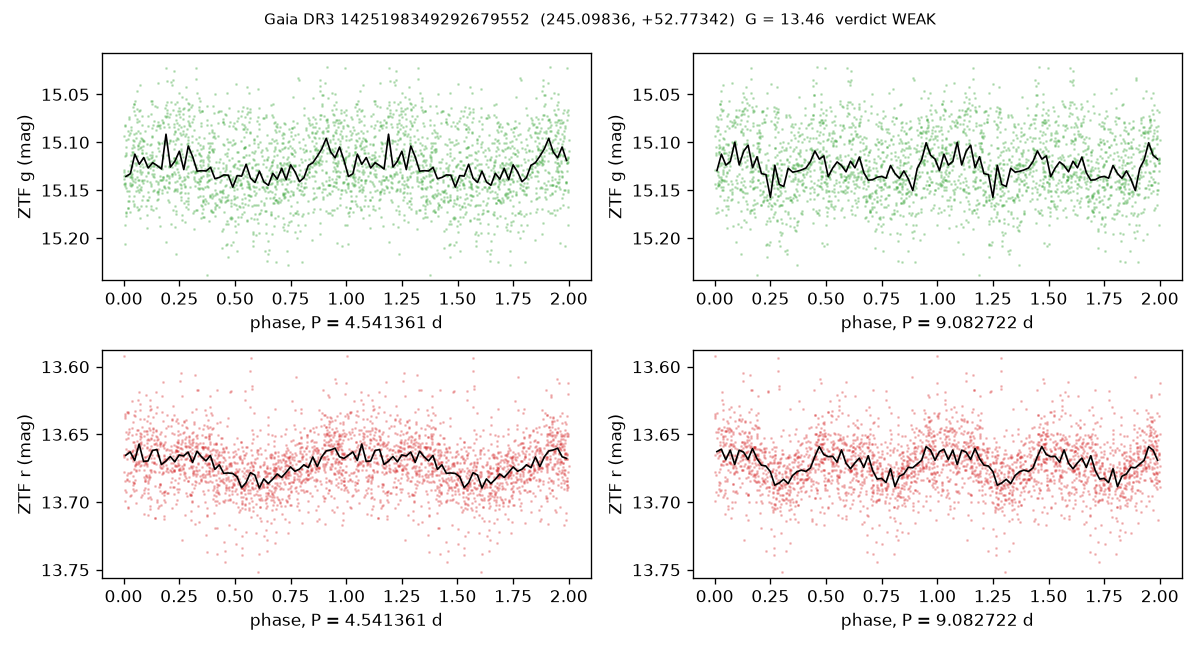 Gaia DR3 1425198349292679552 (245.09836, +52.77342) G = 13.46 verdict WEAK
ZTF g (mag)
15.05
15.10
15.15
15.20
0.00 0.25 0.50 0.75 1.00 1.25 1.50 1.75 2.00
phase, P = 4.541361 d
ZTF g (mag)
15.05
15.10
15.15
15.20
0.00 0.25 0.50 0.75 1.00 1.25 1.50 1.75 2.00
phase, P = 9.082722 d
ZTF r (mag)
13.60
13.65
13.70
13.75
0.00 0.25 0.50 0.75 1.00 1.25 1.50 1.75 2.00
phase, P = 4.541361 d
ZTF r (mag)
13.60
13.65
13.70
13.75
0.00 0.25 0.50 0.75 1.00 1.25 1.50 1.75 2.00
phase, P = 9.082722 d